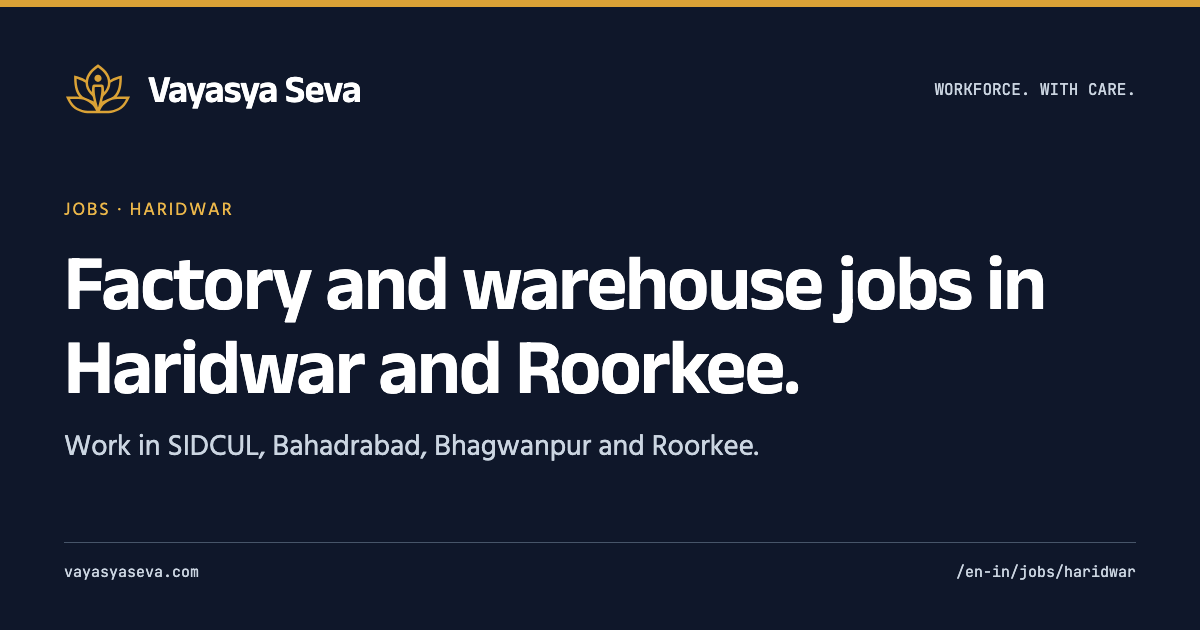 Vayasya Seva
WORKFORCE. WITH CARE.
JOBS · HARIDWAR
Factory and warehouse jobs in
Haridwar and Roorkee.
Work in SIDCUL, Bahadrabad, Bhagwanpur and Roorkee.
vayasyaseva.com
/en-in/jobs/haridwar